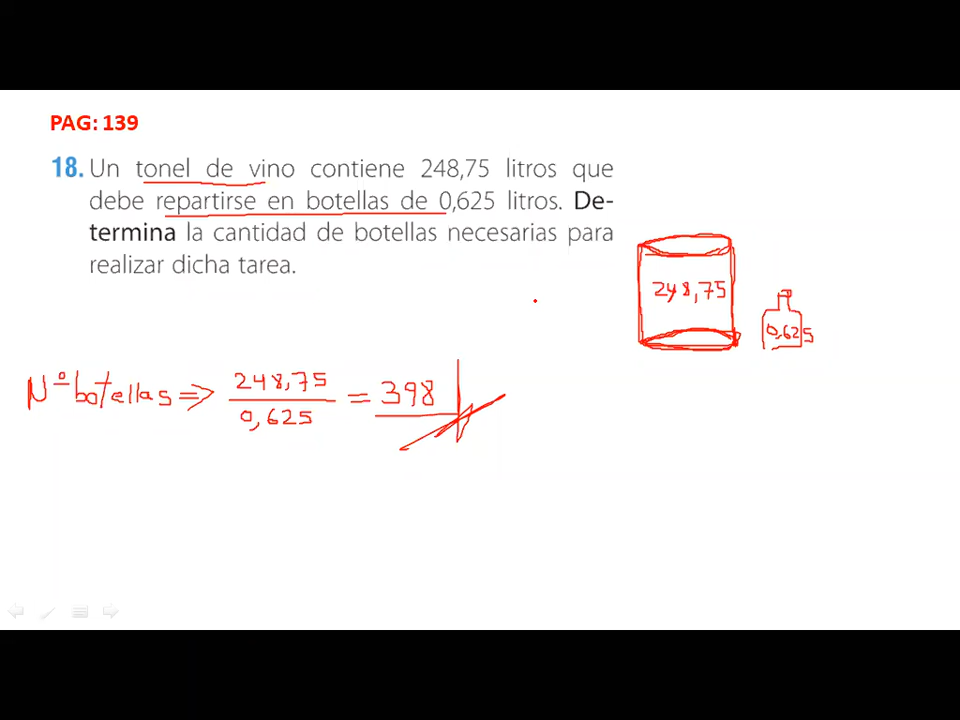 PAG: 139
18. Un tonel de vino contiene 248,75 litros que
debe repartirse en botellas de 0,625 litros. De-
termina la cantidad de botellas necesarias para
realizar dicha tarea.
248,75
0,625
Nº botellas => 248,75 / 0,625 = 398